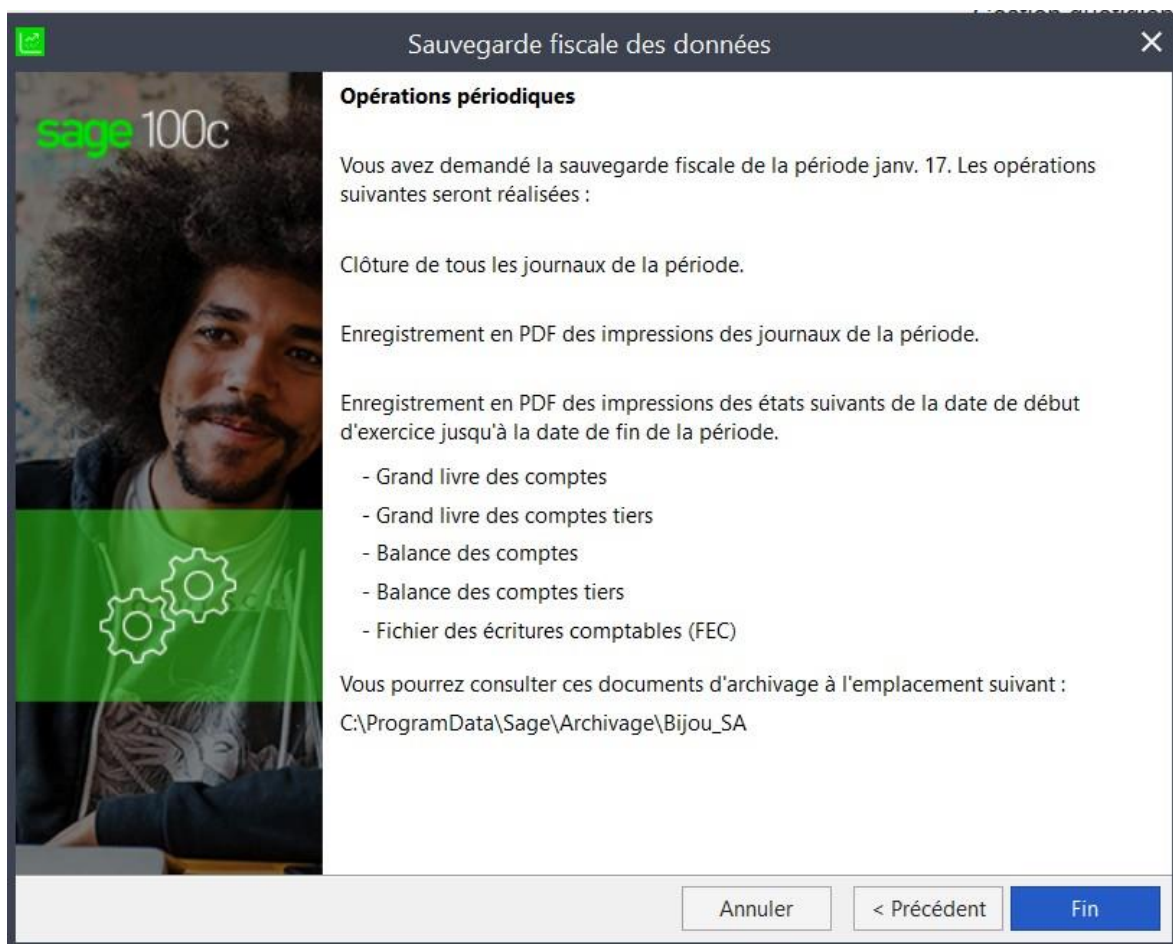 Sauvegarde fiscale des données
sage 100c
Opérations périodiques
Vous avez demandé la sauvegarde fiscale de la période janv. 17. Les opérations
suivantes seront réalisées :
Clôture de tous les journaux de la période.
Enregistrement en PDF des impressions des journaux de la période.
Enregistrement en PDF des impressions des états suivants de la date de début
d'exercice jusqu'à la date de fin de la période.
- Grand livre des comptes
- Grand livre des comptes tiers
- Balance des comptes
- Balance des comptes tiers
- Fichier des écritures comptables (FEC)
Vous pourrez consulter ces documents d'archivage à l'emplacement suivant :
C:\ProgramData\Sage\Archivage\Bijou_SA
Annuler
< Précédent
Fin